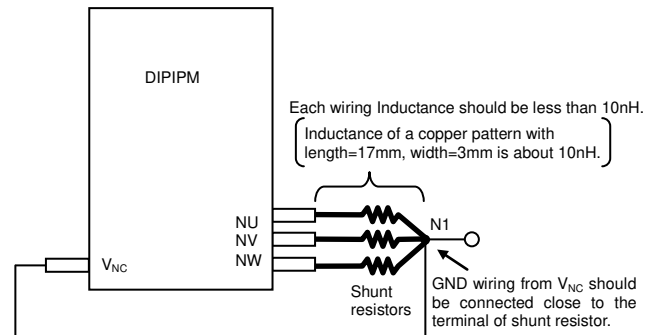 DIPIPM
Each wiring Inductance should be less than 10nH.
Inductance of a copper pattern with
length=17mm, width=3mm is about 10nH.
NU
NV
NW
N1
VNC
Shunt
resistors
GND wiring from VNC should
be connected close to the
terminal of shunt resistor.